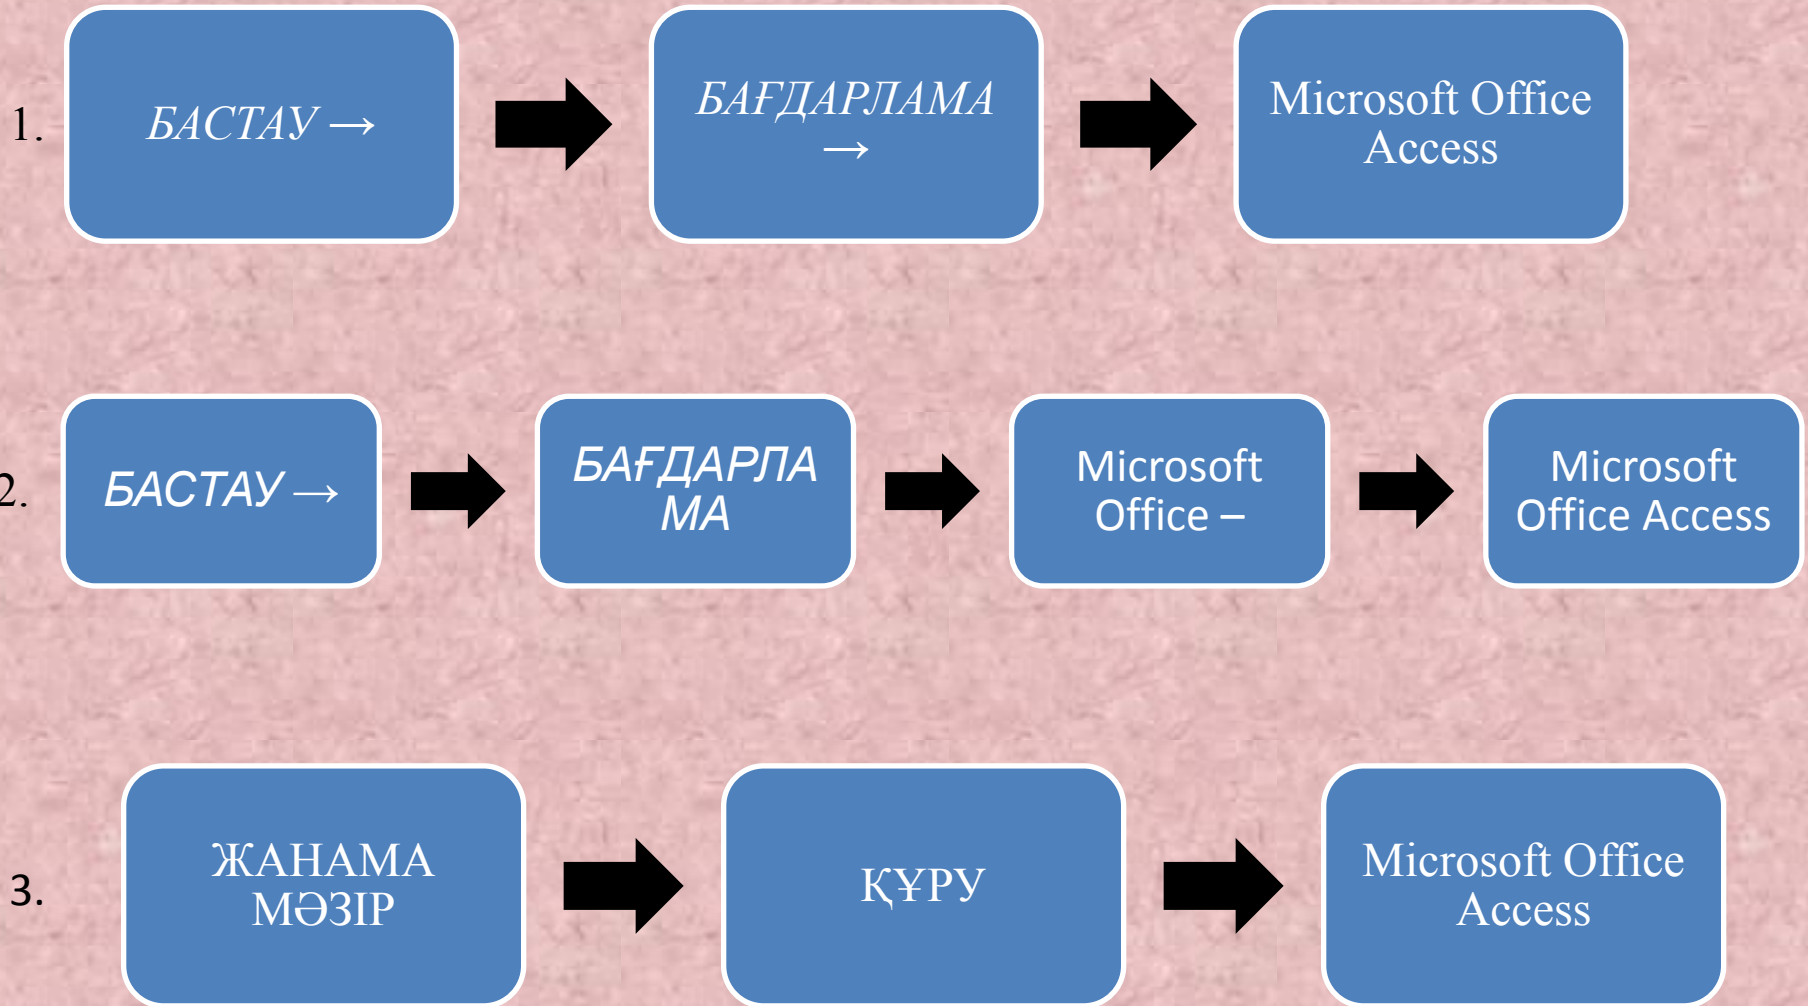 1.
БАСТАУ →
БАҒДАРЛАМА
→
Microsoft Office
Access
2.
БАСТАУ →
БАҒДАРЛА
МА
Microsoft
Office –
Microsoft
Office Access
3.
ЖАНАМА
МӘЗІР
ҚҰРУ
Microsoft Office
Access